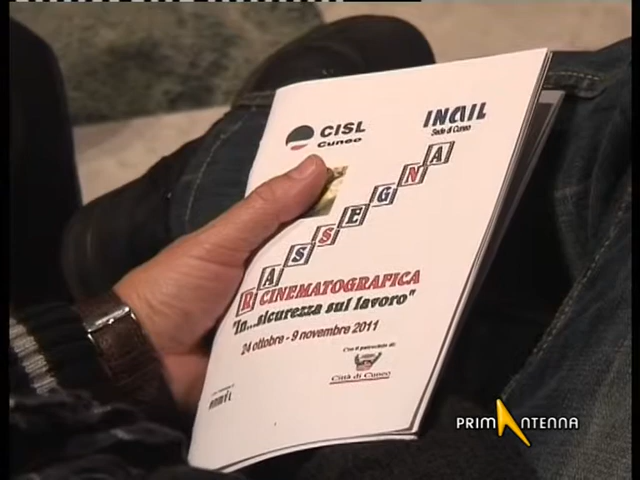 CISL
Cuneo
INAIL
Sede di Cuneo
RASSEGNA
CINEMATOGRAFICA
"In...sicurezza sul lavoro"
24 ottobre - 9 novembre 2011
Con il patrocinio di:
Città di Cuneo
PRIMANTENNA